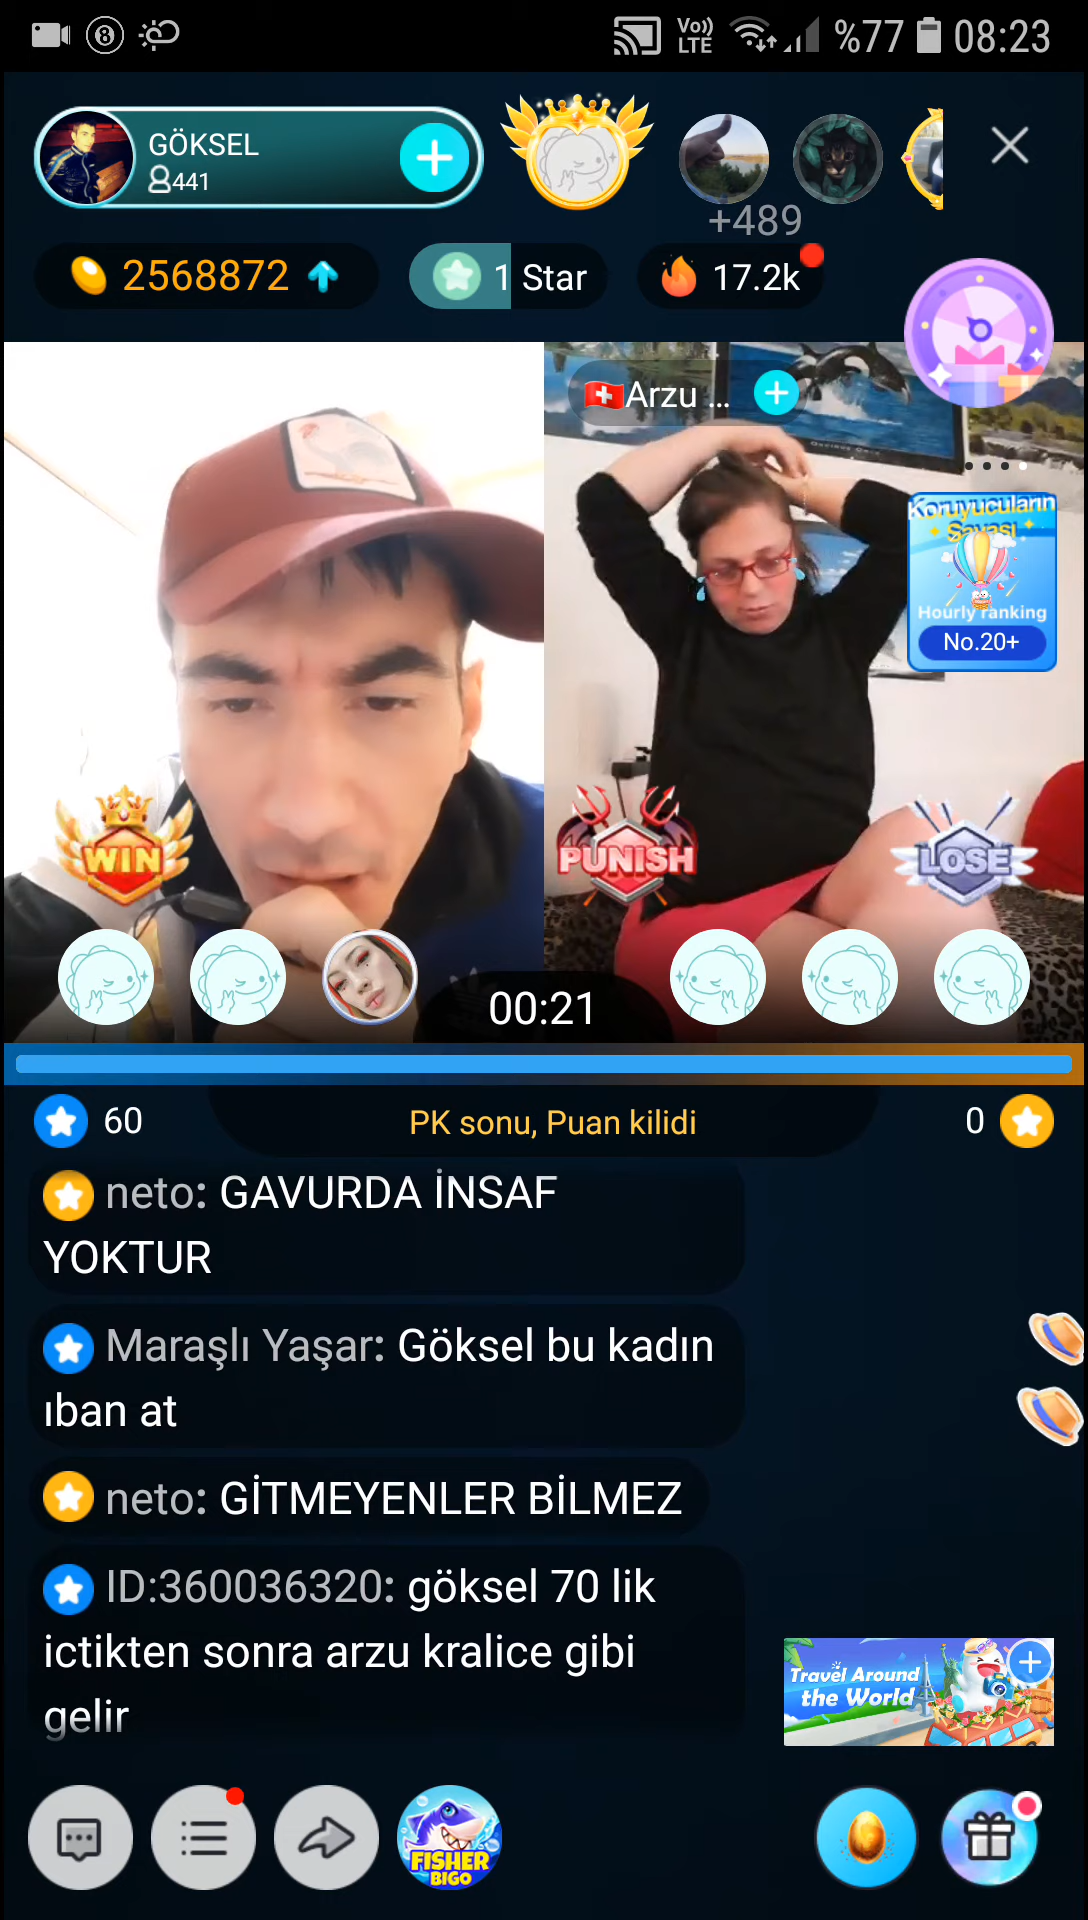 Vo))
LTE
%77
08:23
GÖKSEL
441
+489
2568872
1 Star
17.2k
Arzu ...
Koruyucuların
Savaşı
Hourly ranking
No.20+
WIN
PUNISH
LOSE
00:21
60
PK sonu, Puan kilidi
0
neto: GAVURDA İNSAF
YOKTUR
Maraşlı Yaşar: Göksel bu kadın
ıban at
neto: GİTMEYENLER BİLMEZ
ID:360036320: göksel 70 lik
ictikten sonra arzu kralice gibi
gelir
Travel Around
the World
FISHER
BIGO